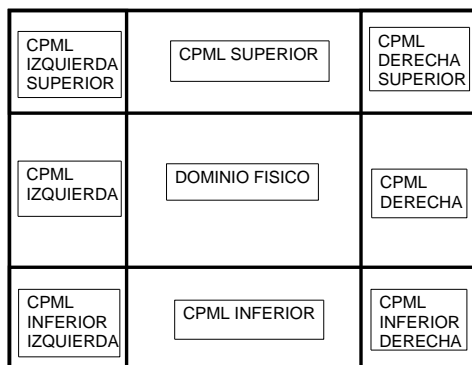 CPML
IZQUIERDA
SUPERIOR
CPML SUPERIOR
CPML
DERECHA
SUPERIOR
CPML
IZQUIERDA
DOMINIO FISICO
CPML
DERECHA
CPML
INFERIOR
IZQUIERDA
CPML INFERIOR
CPML
INFERIOR
DERECHA